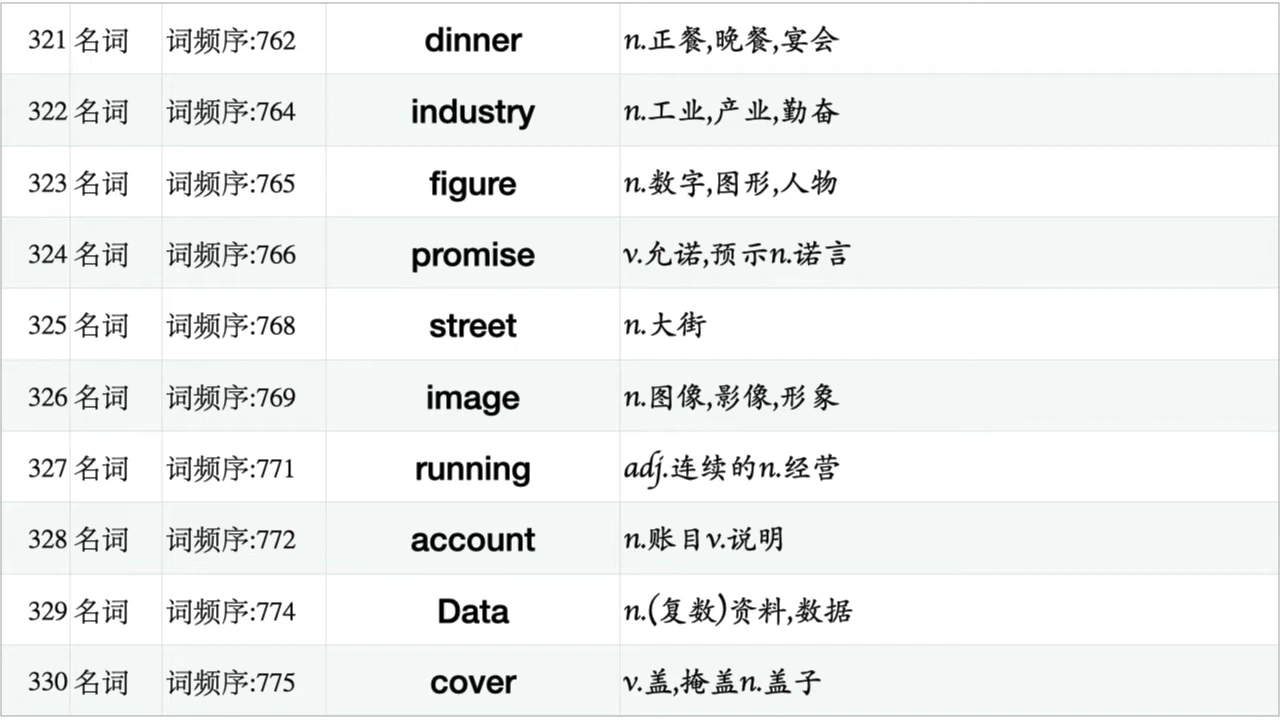 321 名词 词频序:762 dinner n.正餐,晚餐,宴会
322 名词 词频序:764 industry n.工业,产业,勤奋
323 名词 词频序:765 figure n.数字,图形,人物
324 名词 词频序:766 promise v.允诺,预示n.诺言
325 名词 词频序:768 street n.大街
326 名词 词频序:769 image n.图像,影像,形象
327 名词 词频序:771 running adj.连续的n.经营
328 名词 词频序:772 account n.账目v.说明
329 名词 词频序:774 Data n.(复数)资料,数据
330 名词 词频序:775 cover v.盖,掩盖n.盖子